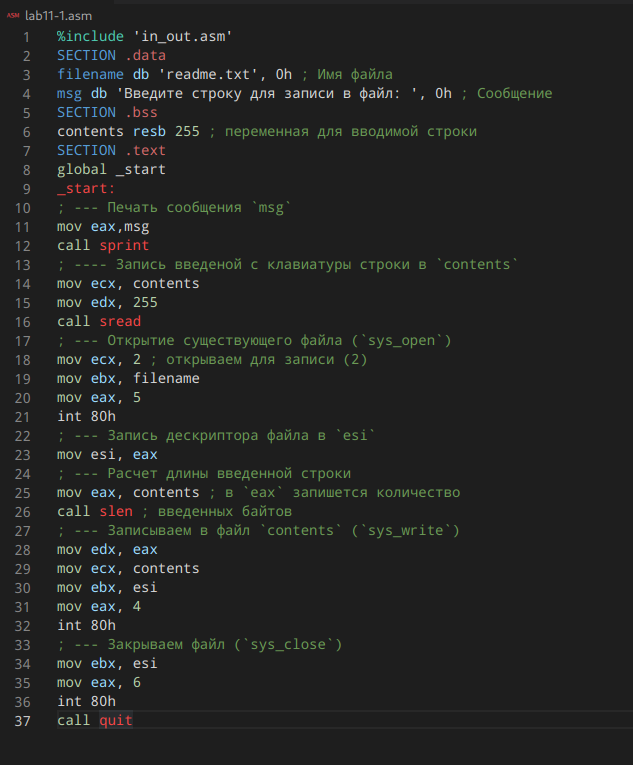 ASM lab11-1.asm
1 %include 'in_out.asm'
2 SECTION .data
3 filename db 'readme.txt', 0h ; Имя файла
4 msg db 'Введите строку для записи в файл: ', 0h ; Сообщение
5 SECTION .bss
6 contents resb 255 ; переменная для вводимой строки
7 SECTION .text
8 global _start
9 _start:
10 ; --- Печать сообщения `msg`
11 mov eax,msg
12 call sprint
13 ; ---- Запись введеной с клавиатуры строки в `contents`
14 mov ecx, contents
15 mov edx, 255
16 call sread
17 ; --- Открытие существующего файла (`sys_open`)
18 mov ecx, 2 ; открываем для записи (2)
19 mov ebx, filename
20 mov eax, 5
21 int 80h
22 ; --- Запись дескриптора файла в `esi`
23 mov esi, eax
24 ; --- Расчет длины введенной строки
25 mov eax, contents ; в `eax` запишется количество
26 call slen ; введенных байтов
27 ; --- Записываем в файл `contents` (`sys_write`)
28 mov edx, eax
29 mov ecx, contents
30 mov ebx, esi
31 mov eax, 4
32 int 80h
33 ; --- Закрываем файл (`sys_close`)
34 mov ebx, esi
35 mov eax, 6
36 int 80h
37 call quit